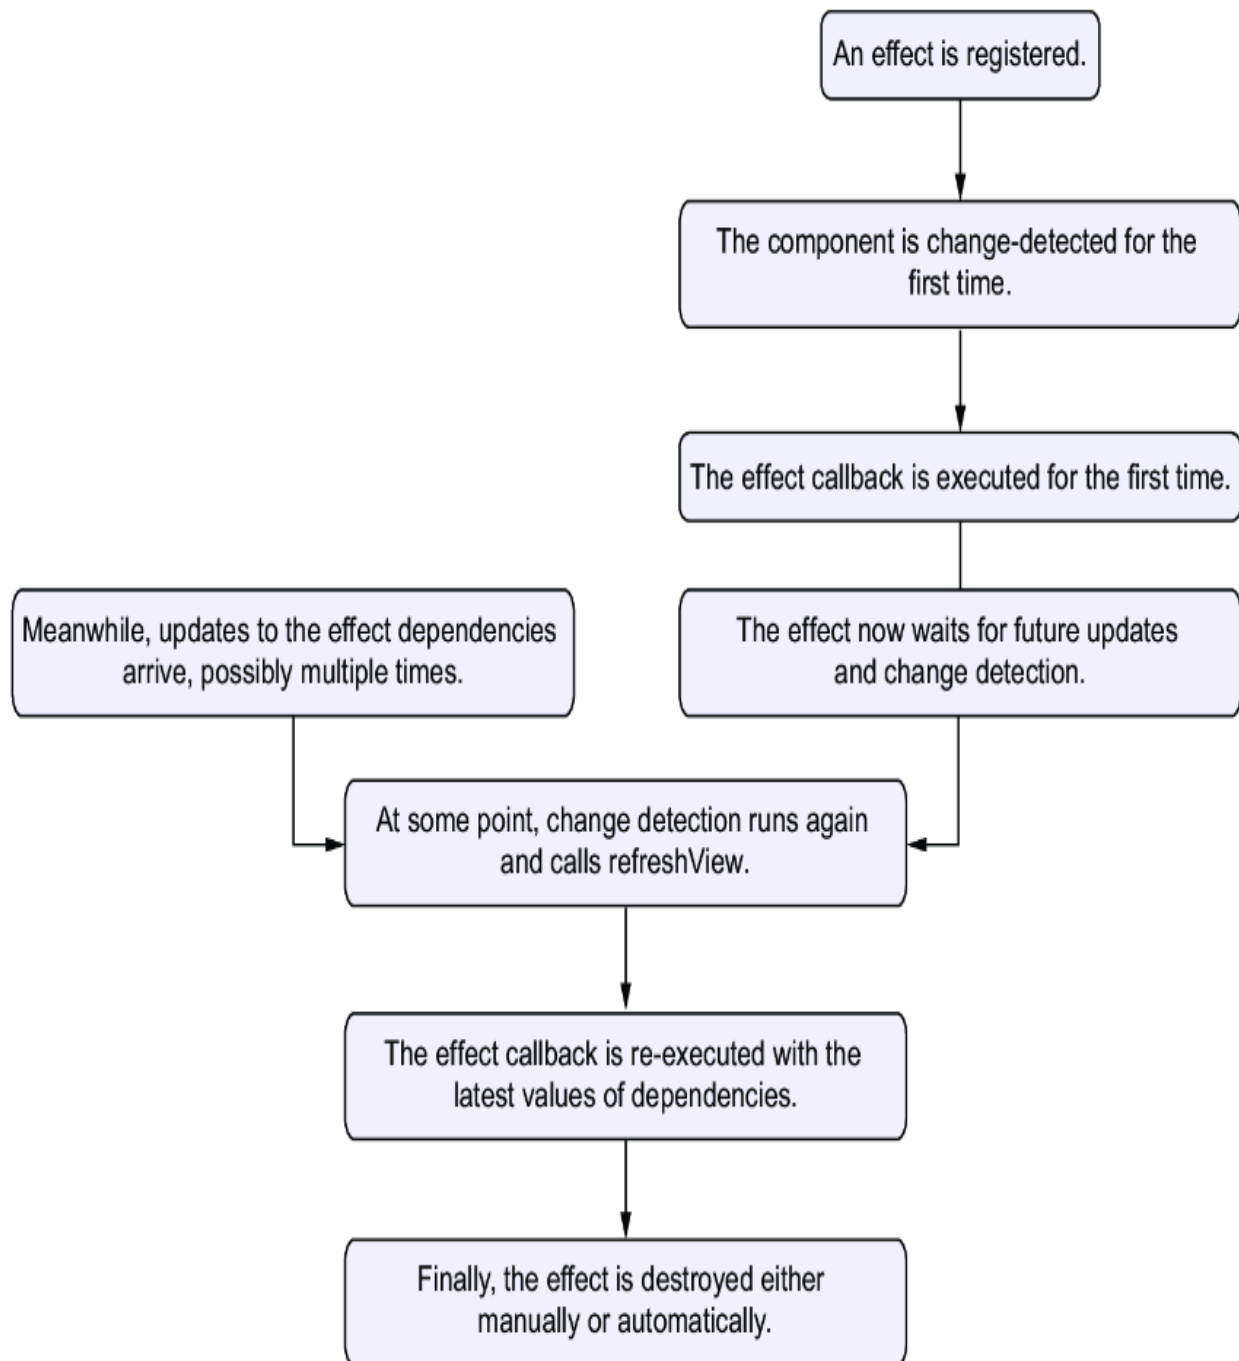 An effect is registered.
The component is change-detected for the
first time.
The effect callback is executed for the first time.
Meanwhile, updates to the effect dependencies
arrive, possibly multiple times.
The effect now waits for future updates
and change detection.
At some point, change detection runs again
and calls refreshView.
The effect callback is re-executed with the
latest values of dependencies.
Finally, the effect is destroyed either
manually or automatically.